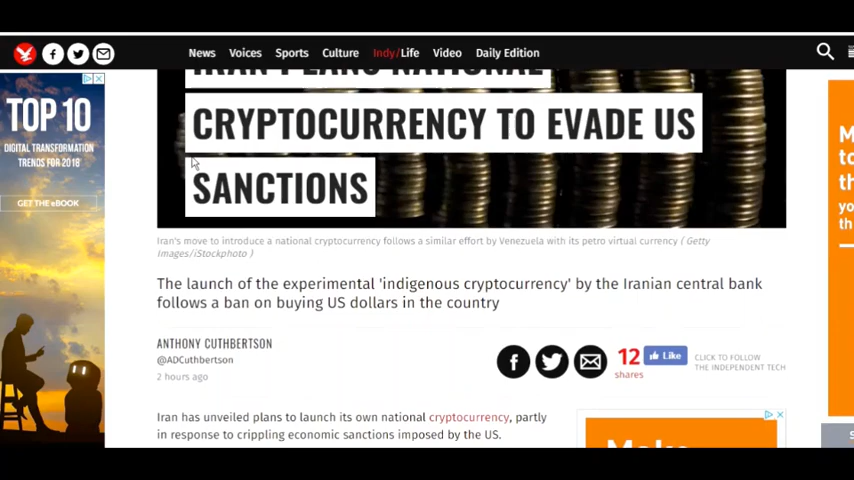 News Voices Sports Culture Indy/Life Video Daily Edition
TOP 10
DIGITAL TRANSFORMATION
TRENDS FOR 2018
GET THE eBOOK
IRAN PLANS NATIONAL
CRYPTOCURRENCY TO EVADE US
SANCTIONS
Iran's move to introduce a national cryptocurrency follows a similar effort by Venezuela with its petro virtual currency ( Getty
Images/iStockphoto )
The launch of the experimental 'indigenous cryptocurrency' by the Iranian central bank
follows a ban on buying US dollars in the country
ANTHONY CUTHBERTSON
@ADCuthbertson
2 hours ago
12
shares
Like
CLICK TO FOLLOW
THE INDEPENDENT TECH
Iran has unveiled plans to launch its own national cryptocurrency, partly
in response to crippling economic sanctions imposed by the US.